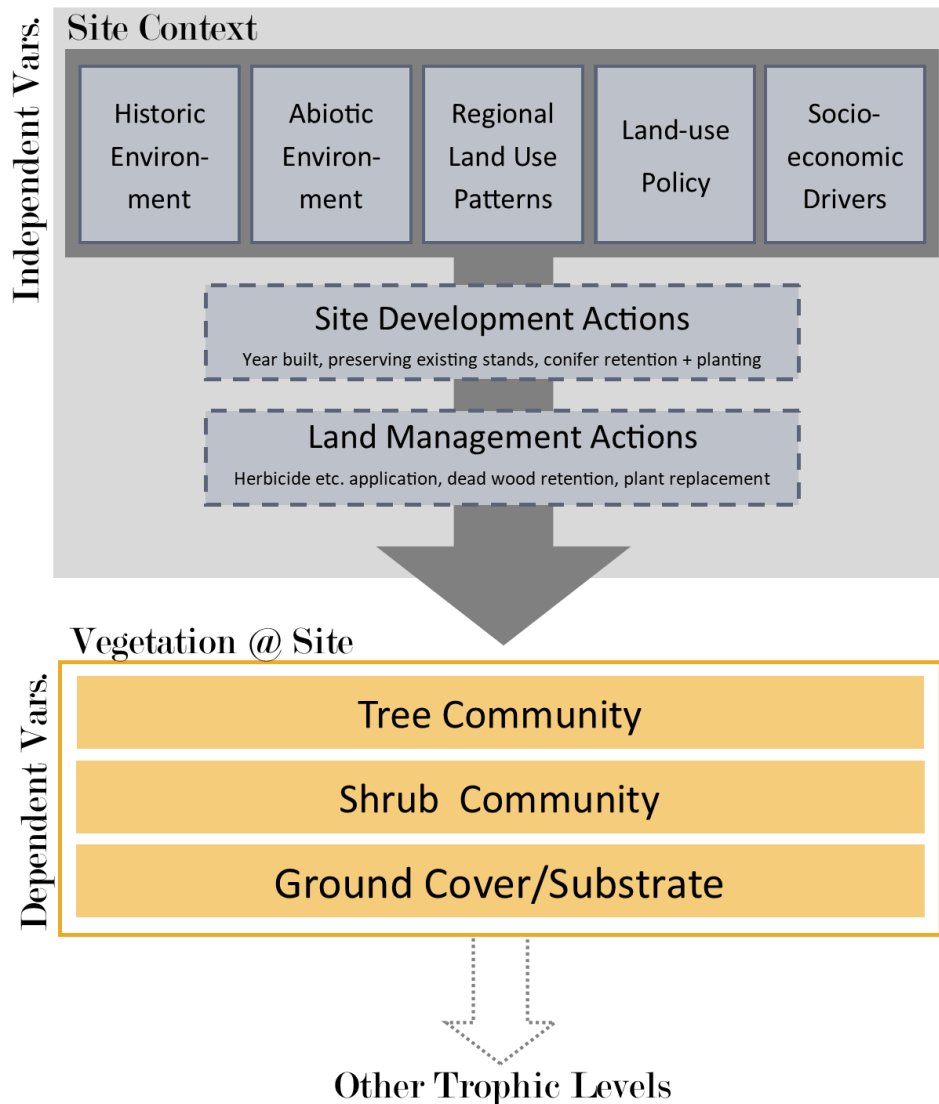 Independent Vars.
Site Context
Historic
Environ-
ment
Abiotic
Environ-
ment
Regional
Land Use
Patterns
Land-use
Policy
Socio-
economic
Drivers
Site Development Actions
Year built, preserving existing stands, conifer retention + planting
Land Management Actions
Herbicide etc. application, dead wood retention, plant replacement
Dependent Vars.
Vegetation @ Site
Tree Community
Shrub Community
Ground Cover/Substrate
Other Trophic Levels